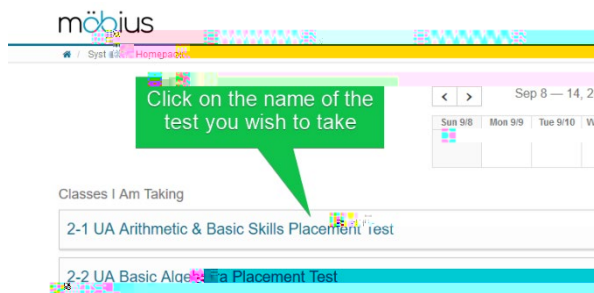 möbius
/ Syst Homepage
Click on the name of the
test you wish to take
< > Sep 8 — 14, 2
Sun 9/8 Mon 9/9 Tue 9/10 W
Classes I Am Taking
2-1 UA Arithmetic & Basic Skills Placement Test
2-2 UA Basic Algebra Placement Test